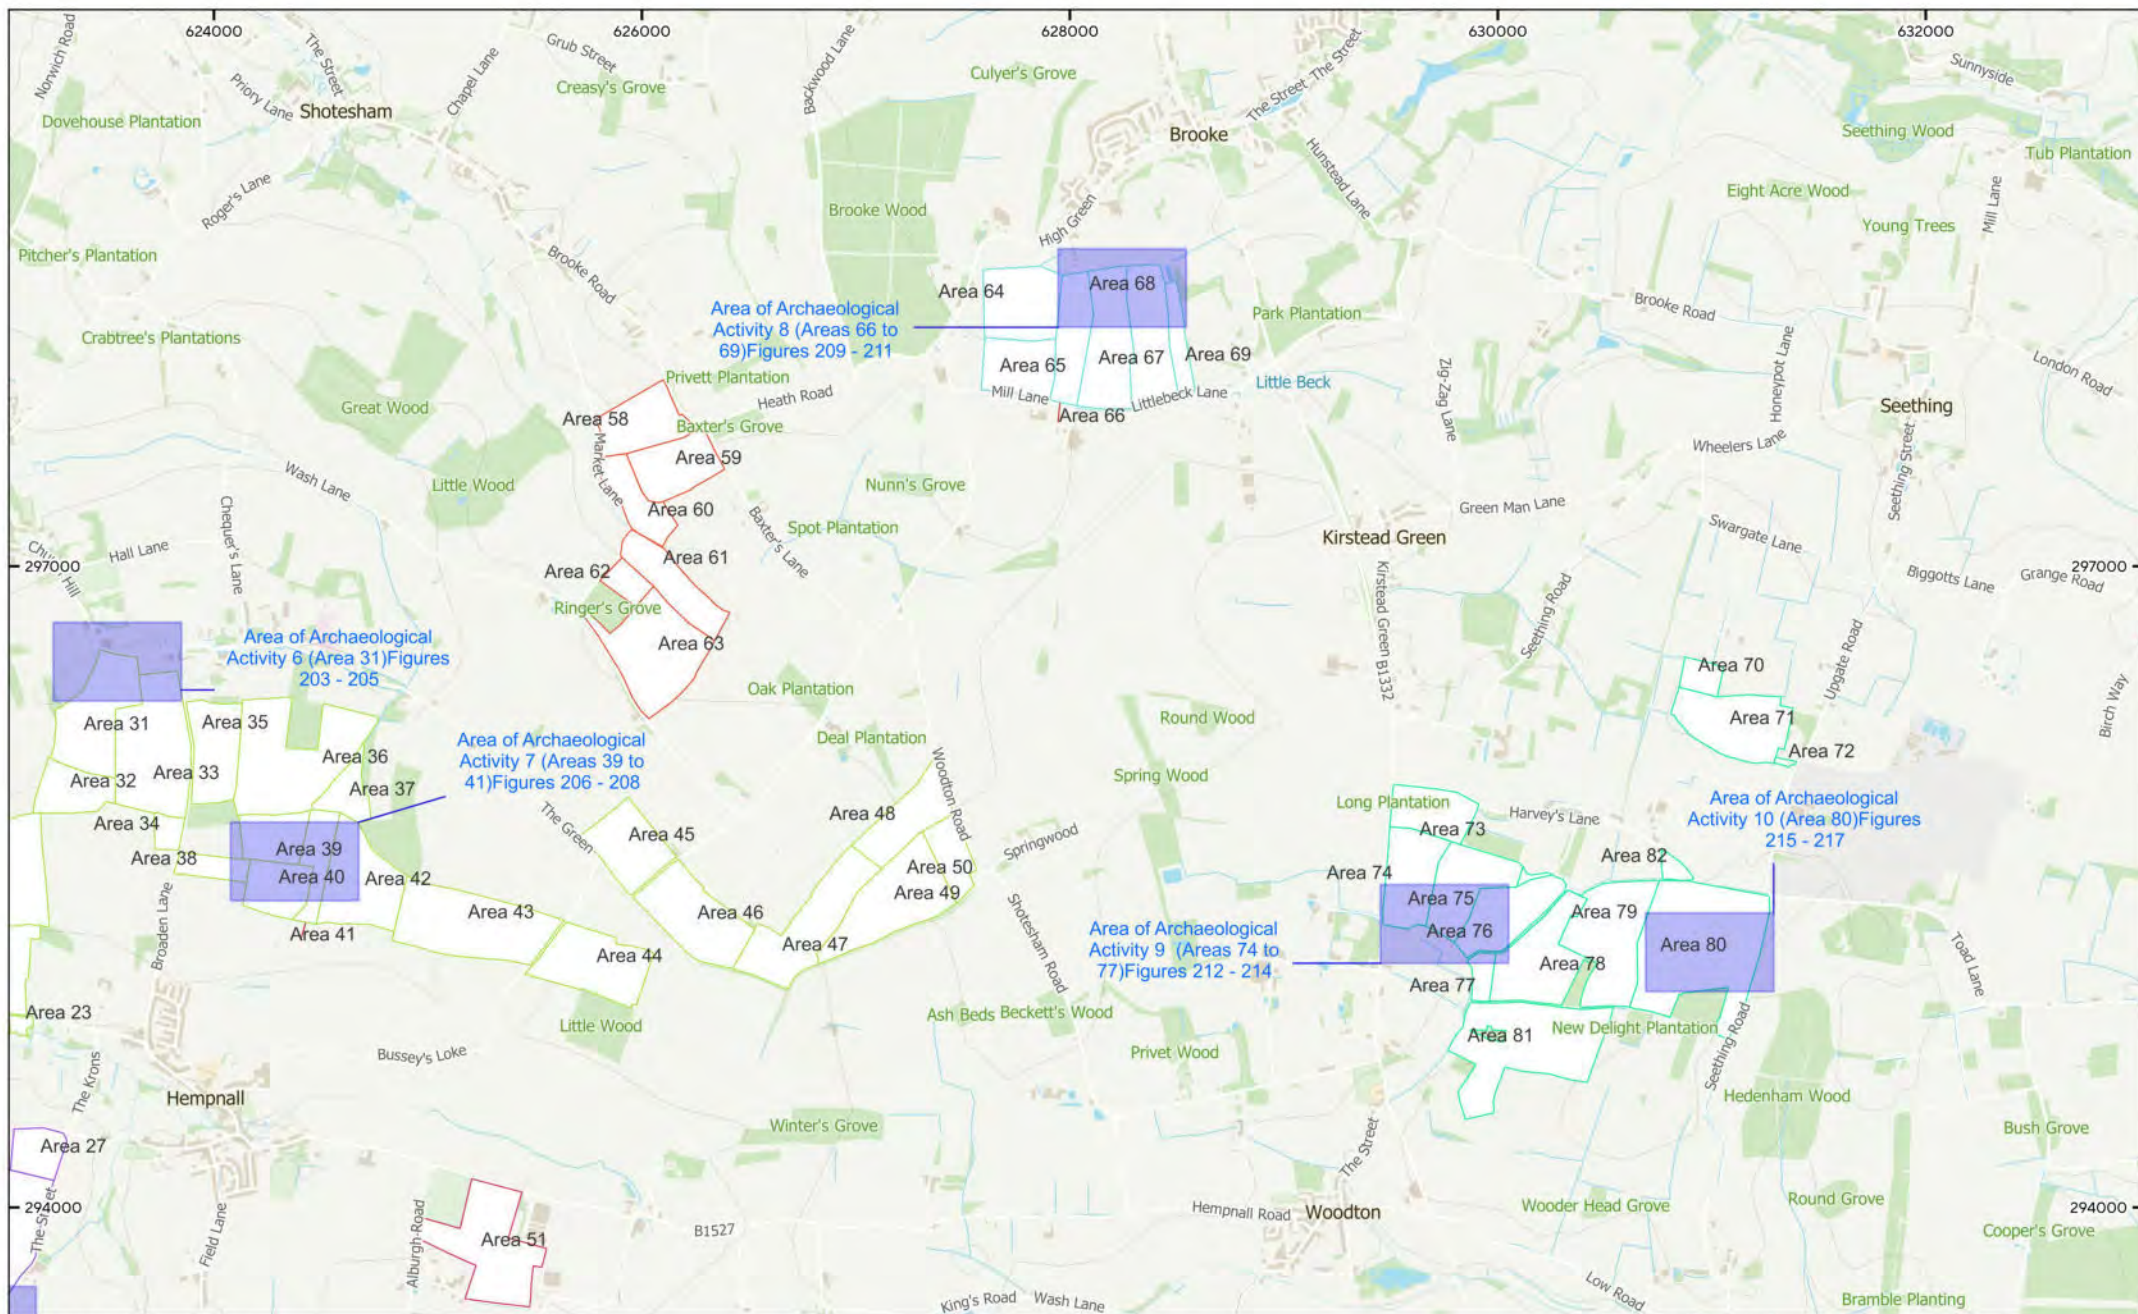 624000
626000
628000
630000
632000
Norwich Road
The Street
Grub Street
Backwood Lane
Culyer's Grove
The Street
The Street
Sunnyside
Priory Lane
Shotesham
Chapel Lane
Creasy's Grove
Dovehouse Plantation
Brooke
Seething Wood
Tub Plantation
Hunstead Lane
Roger's Lane
Brooke Wood
High Green
Eight Acre Wood
Young Trees
Mill Lane
Pitcher's Plantation
Brooke Road
Area 64
Area 68
Area of Archaeological
Activity 8 (Areas 66 to
69)Figures 209 - 211
Park Plantation
Brooke Road
Crabtree's Plantations
Honeypot Lane
Area 65
Area 67
Area 69
London Road
Privett Plantation
Heath Road
Mill Lane
Littlebeck Lane
Little Beck
Zig-Zag Lane
Great Wood
Area 58
Area 66
Seething
Baxter's Grove
Market Lane
Area 59
Wheelers Lane
Seething Street
Wash Lane
Little Wood
Nunn's Grove
Area 60
Green Man Lane
Chequer's Lane
Spot Plantation
Baxter's Lane
Swargate Lane
Kirstead Green
Hall Lane
Area 61
297000
297000
Area 62
Biggotts Lane
Grange Road
Ringer's Grove
Kirstead Green B1332
Seething Road
Area of Archaeological
Activity 6 (Area 31)Figures
203 - 205
Area 63
Upgate Road
Area 70
Oak Plantation
Area 31
Area 35
Round Wood
Area 71
Birch Way
Area of Archaeological
Activity 7 (Areas 39 to
41)Figures 206 - 208
Deal Plantation
Area 36
Area 72
Area 32
Area 33
Woodton Road
Spring Wood
Area 37
Long Plantation
Area of Archaeological
Activity 10 (Area 80)Figures
215 - 217
Area 34
The Green
Area 45
Area 48
Harvey's Lane
Area 73
Springwood
Area 38
Area 39
Area 82
Area 50
Area 74
Area 40
Area 42
Area 49
Area 75
Broaden Lane
Area 43
Area 46
Shotesham Road
Area 79
Area of Archaeological
Activity 9 (Areas 74 to
77)Figures 212 - 214
Area 76
Area 41
Area 47
Area 80
Area 44
Area 78
Toad Lane
Area 77
Area 23
Ash Beds
Beckett's Wood
Little Wood
New Delight Plantation
Area 81
Bussey's Loke
Privet Wood
Seething Road
The Krons
Hempnall
Hedenham Wood
Winter's Grove
Bush Grove
Area 27
The Street
The Street
Round Grove
Wooder Head Grove
294000
Hempnall Road
Woodton
294000
Field Lane
Alburgh-Road
Area 51
B1527
Cooper's Grove
King's Road
Wash Lane
Low Road
Bramble Planting